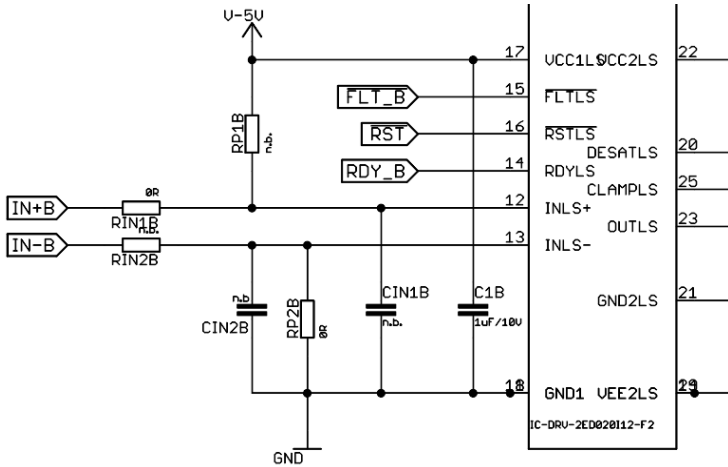 V-5V
17 VCC1LS VCC2LS 22
FLT_B 15 FLTLS
RP1B n.b.
RST 16 RSTLS
DESATLS 20
RDY_B 14 RDYLS
CLAMPLS 25
0R
IN+B 12 INLS+
RIN1B
OUTLS 23
n.b.
IN-B 13 INLS-
RIN2B
n.b. CIN1B C1B
GND2LS 21
CIN2B RP2B 0R n.b. 1uF/10V
18 GND1 VEE2LS
IC-DRV-2ED020I12-F2
GND